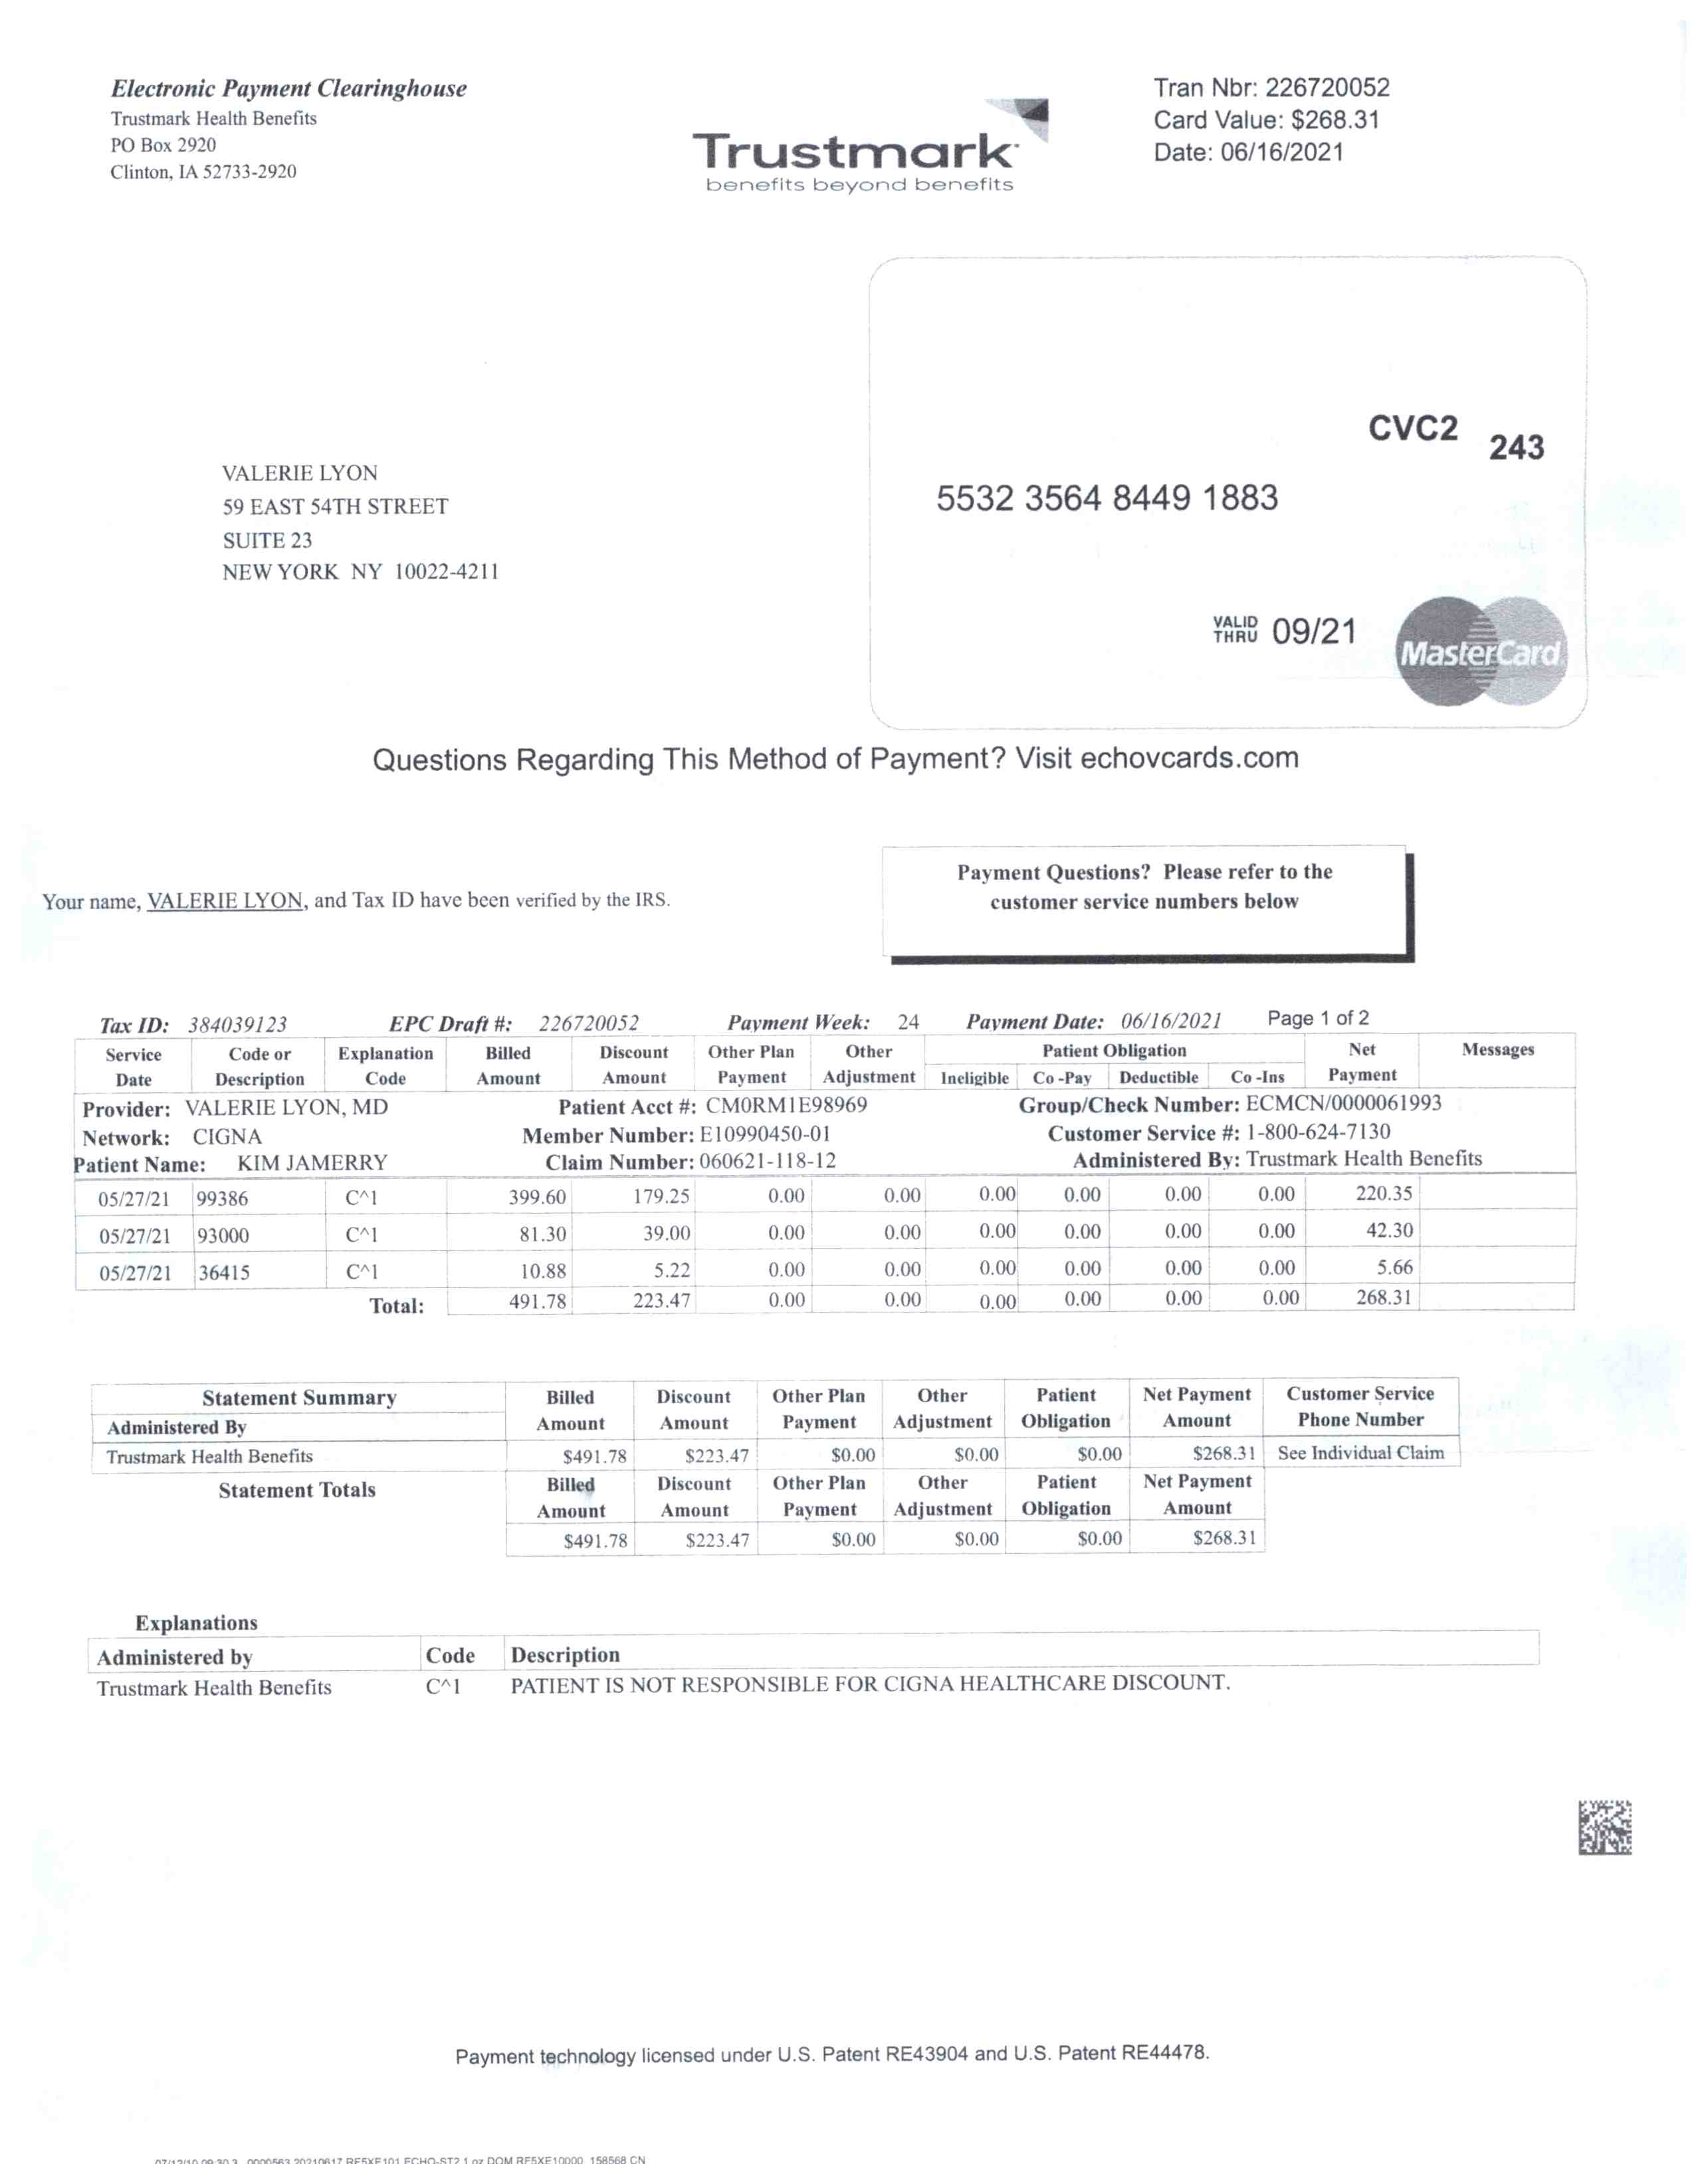 Electronic Payment Clearinghouse
Trustmark Health Benefits
PO Box 2920
Clinton, IA 52733-2920
Trustmark
benefits beyond benefits
Tran Nbr: 226720052
Card Value: $268.31
Date: 06/16/2021
CVC2 243
VALERIE LYON
59 EAST 54TH STREET
SUITE 23
NEW YORK NY 10022-4211
5532 3564 8449 1883
VALID THRU 09/21
MasterCard
Questions Regarding This Method of Payment? Visit echovcards.com
Payment Questions? Please refer to the
customer service numbers below
Your name, VALERIE LYON, and Tax ID have been verified by the IRS.
Tax ID: 384039123 EPC Draft #: 226720052 Payment Week: 24 Payment Date: 06/16/2021 Page 1 of 2
Service Code or Explanation Billed Discount Other Plan Other Patient Obligation Net Messages
Date Description Code Amount Amount Payment Adjustment Ineligible Co-Pay Deductible Co-Ins Payment
Provider: VALERIE LYON, MD Patient Acct #: CM0RM1E98969 Group/Check Number: ECMCN/0000061993
Network: CIGNA Member Number: E10990450-01 Customer Service #: 1-800-624-7130
Patient Name: KIM JAMERRY Claim Number: 060621-118-12 Administered By: Trustmark Health Benefits
05/27/21 99386 C^1 399.60 179.25 0.00 0.00 0.00 0.00 0.00 0.00 220.35
05/27/21 93000 C^1 81.30 39.00 0.00 0.00 0.00 0.00 0.00 0.00 42.30
05/27/21 36415 C^1 10.88 5.22 0.00 0.00 0.00 0.00 0.00 0.00 5.66
Total: 491.78 223.47 0.00 0.00 0.00 0.00 0.00 0.00 268.31
Statement Summary Billed Discount Other Plan Other Patient Net Payment Customer Service
Administered By Amount Amount Payment Adjustment Obligation Amount Phone Number
Trustmark Health Benefits $491.78 $223.47 $0.00 $0.00 $0.00 $268.31 See Individual Claim
Statement Totals Billed Discount Other Plan Other Patient Net Payment
Amount Amount Payment Adjustment Obligation Amount
$491.78 $223.47 $0.00 $0.00 $0.00 $268.31
Explanations
Administered by Code Description
Trustmark Health Benefits C^1 PATIENT IS NOT RESPONSIBLE FOR CIGNA HEALTHCARE DISCOUNT.
Payment technology licensed under U.S. Patent RE43904 and U.S. Patent RE44478.